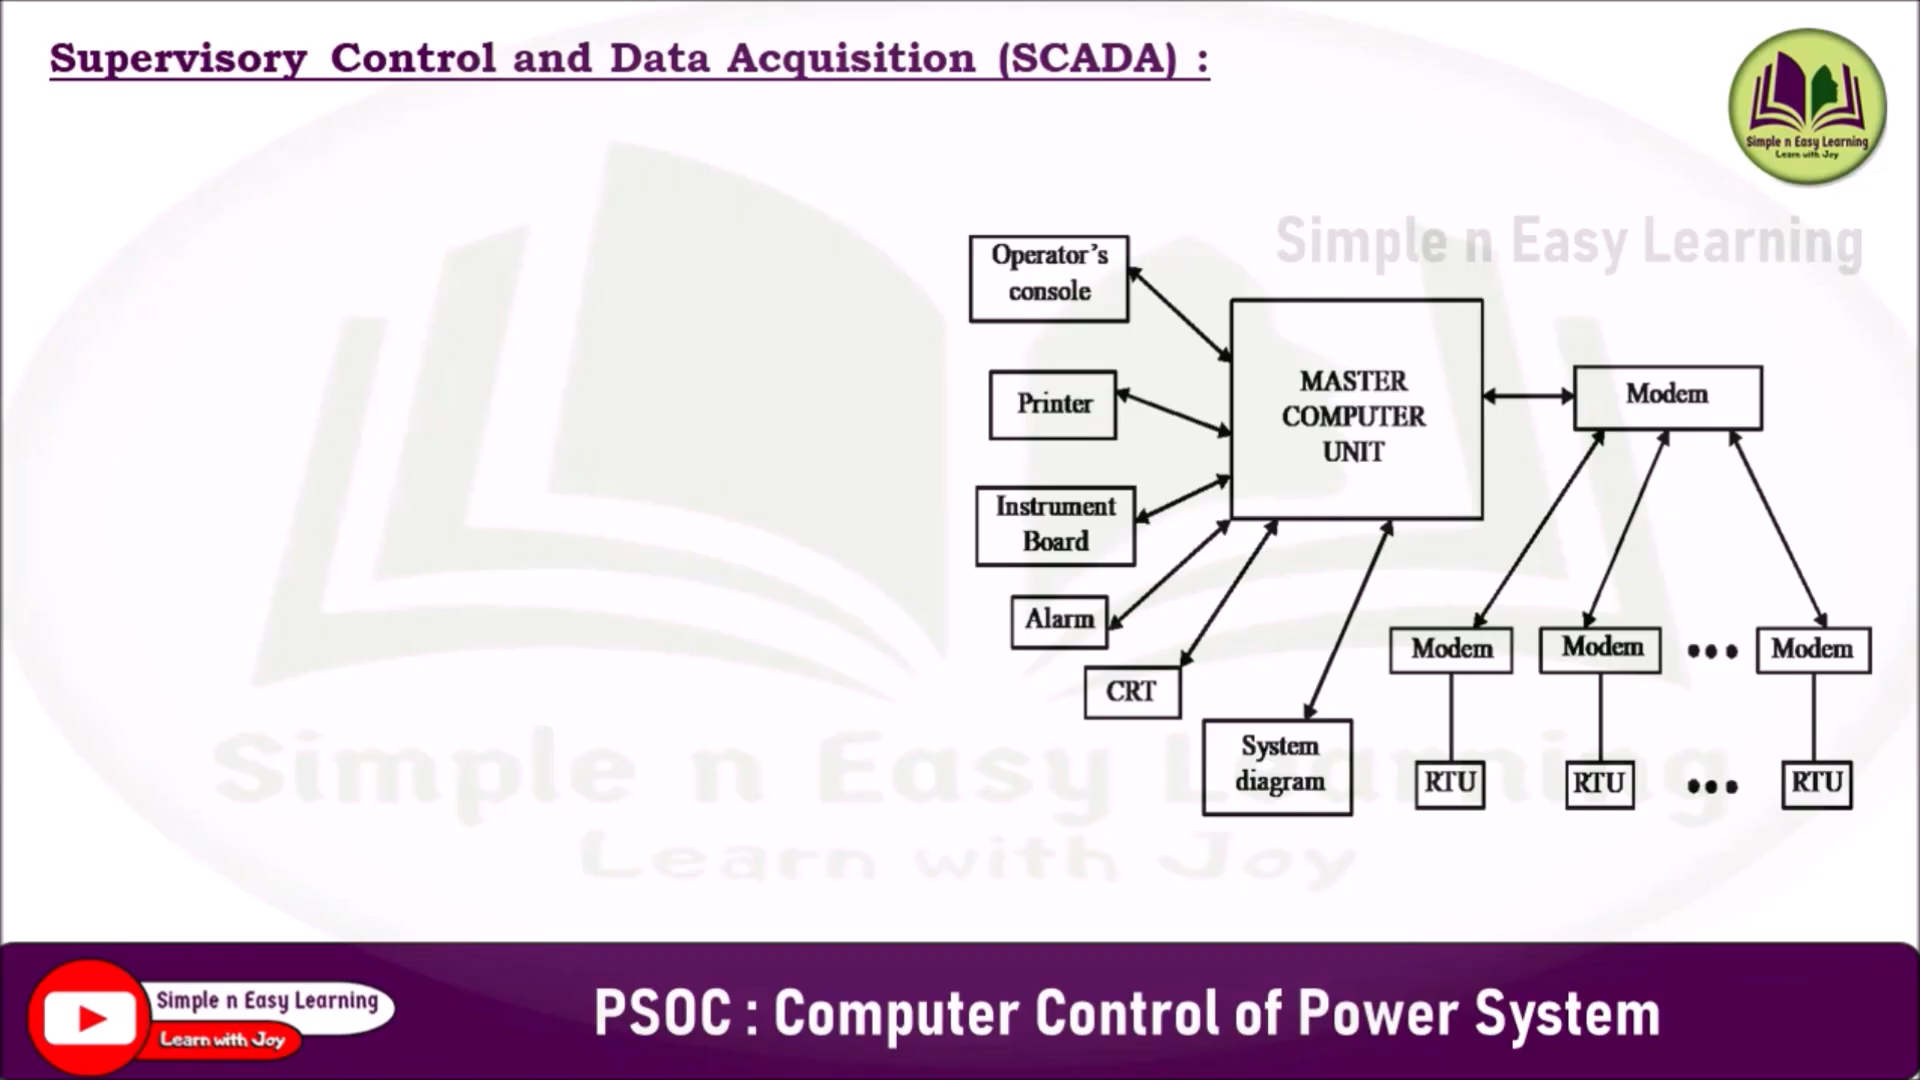 Supervisory Control and Data Acquisition (SCADA) :
Simple n Easy Learning
Learn with Joy
Simple n Easy Learning
Operator's
console
Printer
Instrument
Board
Alarm
CRT
System
diagram
MASTER
COMPUTER
UNIT
Modem
Modem
Modem
Modem
RTU
RTU
RTU
Simple n Easy Learning
Learn with Joy
Simple n Easy Learning
Learn with Joy
PSOC : Computer Control of Power System